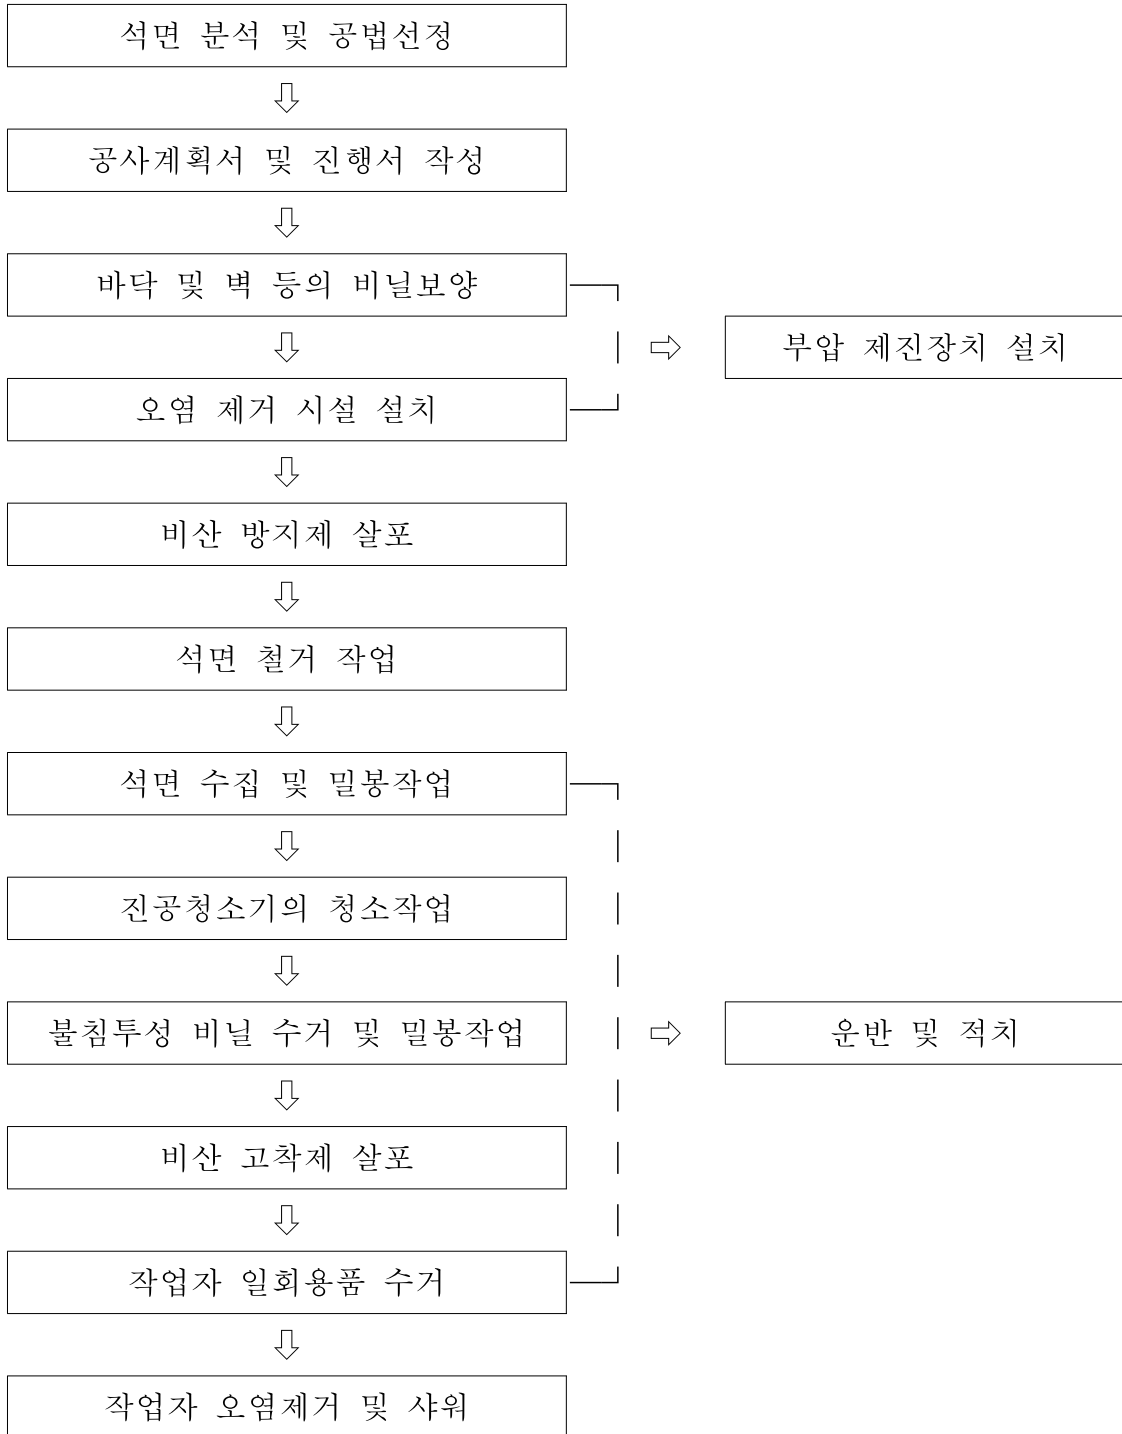 석면 분석 및 공법선정
공사계획서 및 진행서 작성
바닥 및 벽 등의 비닐보양
부압 제진장치 설치
오염 제거 시설 설치
비산 방지제 살포
석면 철거 작업
석면 수집 및 밀봉작업
진공청소기의 청소작업
불침투성 비닐 수거 및 밀봉작업
운반 및 적치
비산 고착제 살포
작업자 일회용품 수거
작업자 오염제거 및 샤워